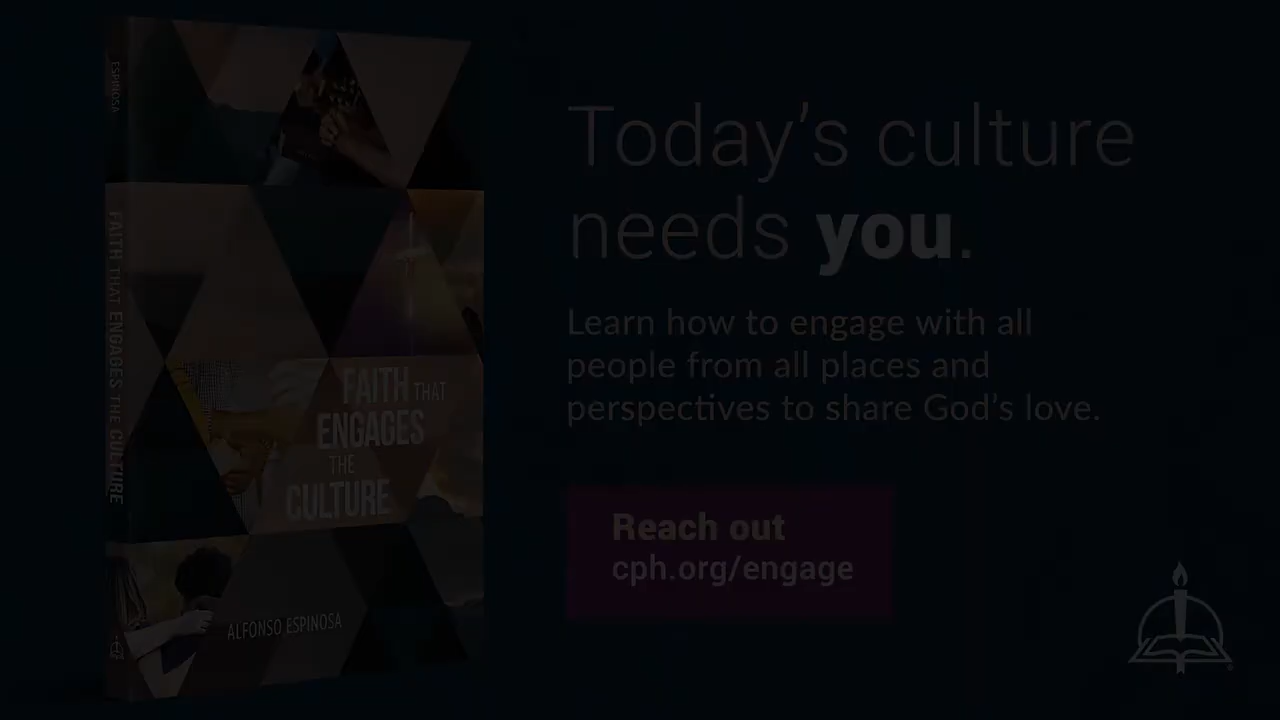 ESPINOSA
FAITH THAT ENGAGES THE CULTURE
FAITH THAT
ENGAGES
THE
CULTURE
ALFONSO ESPINOSA
Today’s culture
needs you.
Learn how to engage with all
people from all places and
perspectives to share God’s love.
Reach out
cph.org/engage